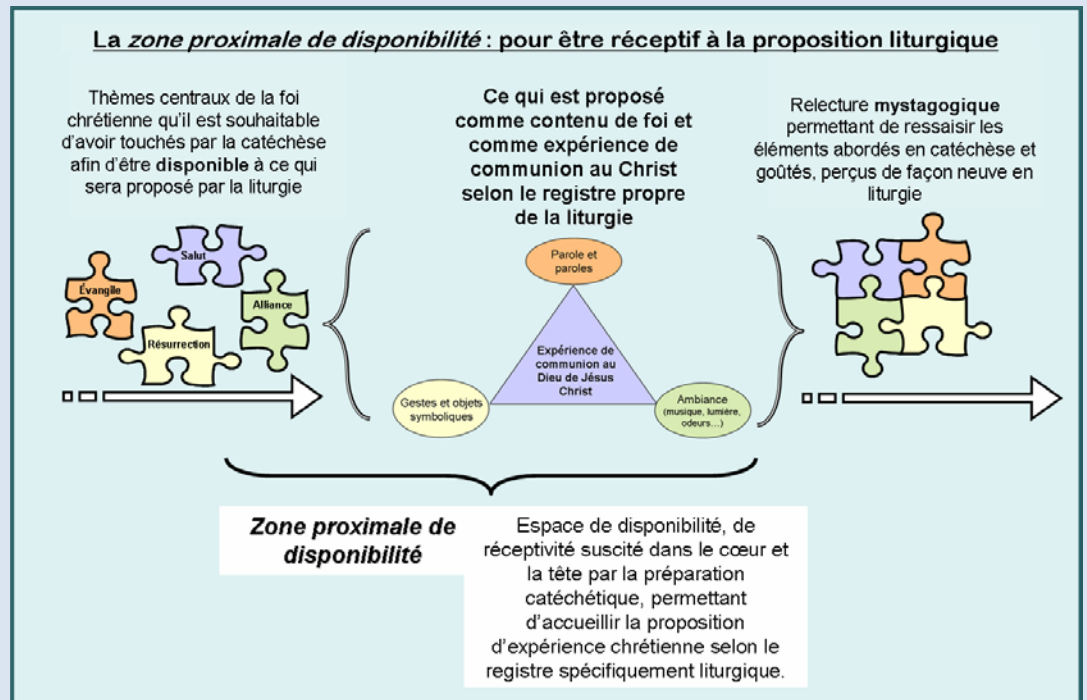 La zone proximale de disponibilité : pour être réceptif à la proposition liturgique
Thèmes centraux de la foi
chrétienne qu'il est souhaitable
d'avoir touchés par la catéchèse
afin d'être disponible à ce qui
sera proposé par la liturgie
Salut
Évangile
Alliance
Résurrection
Ce qui est proposé
comme contenu de foi et
comme expérience de
communion au Christ
selon le registre propre
de la liturgie
Parole et
paroles
Expérience de
communion au
Dieu de Jésus
Christ
Gestes et objets
symboliques
Ambiance
(musique, lumière,
odeurs...)
Relecture mystagogique
permettant de ressaisir les
éléments abordés en catéchèse et
goûtés, perçus de façon neuve en
liturgie
Zone proximale de
disponibilité
Espace de disponibilité, de
réceptivité suscité dans le cœur et
la tête par la préparation
catéchétique, permettant
d'accueillir la proposition
d'expérience chrétienne selon le
registre spécifiquement liturgique.